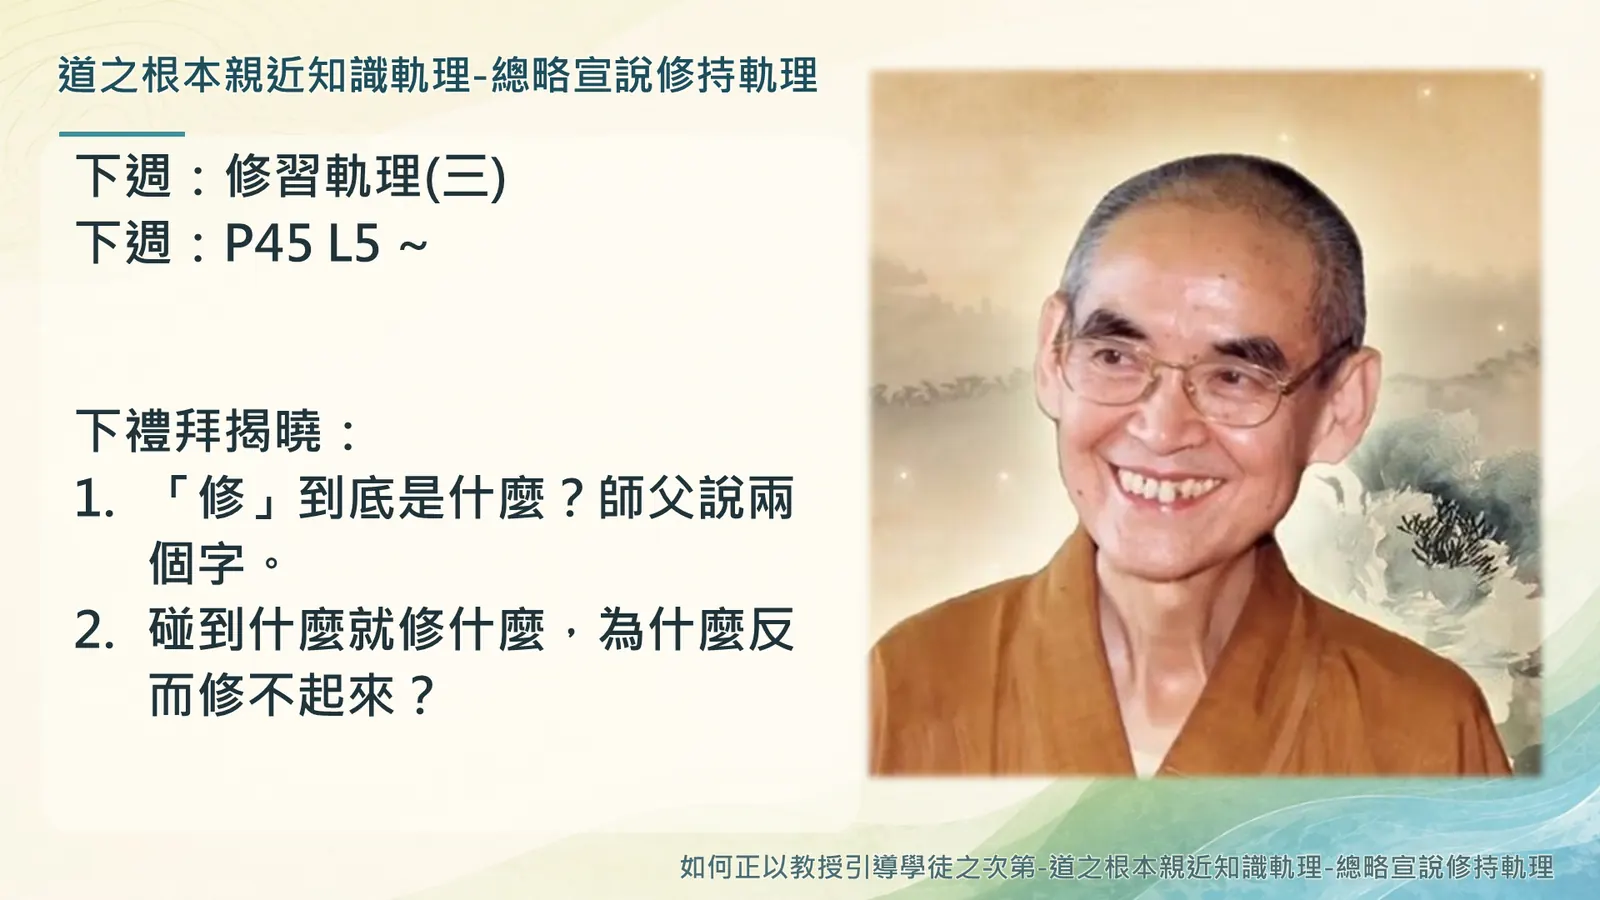 道之根本親近知識軌理-總略宣說修持軌理
下週：修習軌理(三)
下週：P45 L5 ~
下禮拜揭曉：
1. 「修」到底是什麼？師父說兩
個字。
2. 碰到什麼就修什麼，為什麼反
而修不起來？
如何正以教授引導學徒之次第-道之根本親近知識軌理-總略宣說修持軌理